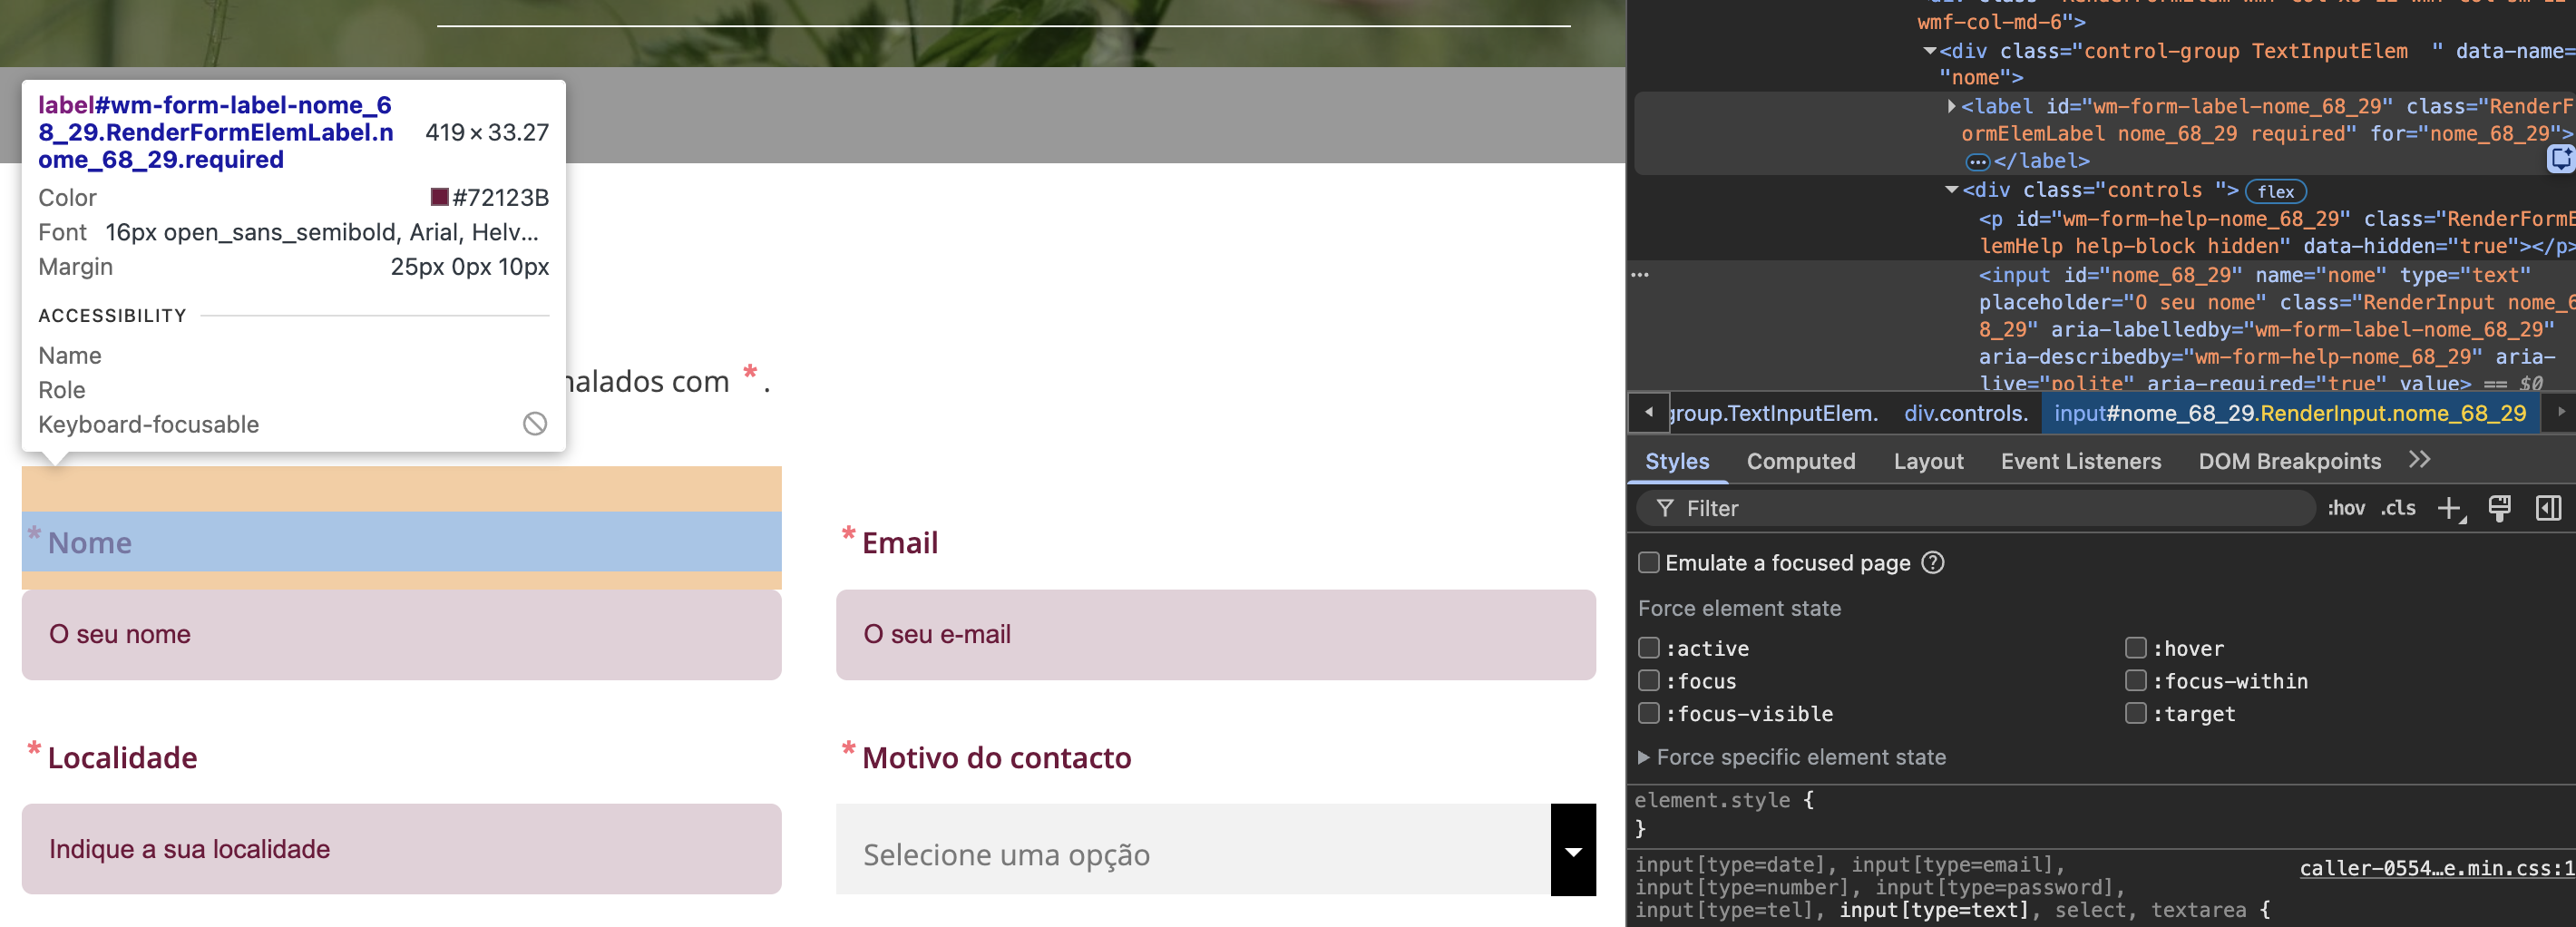 label#wm-form-label-nome_6
8_29.RenderFormElemLabel.n
ome_68_29.required
419 × 33.27
Color #72123B
Font 16px open_sans_semibold, Arial, Helv...
Margin 25px 0px 10px
ACCESSIBILITY
Name
Role
Keyboard-focusable
nalados com * .
* Nome
* Email
O seu nome
O seu e-mail
* Localidade
* Motivo do contacto
Indique a sua localidade
Selecione uma opção
wmf-col-md-6">
<div class="control-group TextInputElem " data-name=
"nome">
<label id="wm-form-label-nome_68_29" class="RenderF
ormElemLabel nome_68_29 required" for="nome_68_29">
… </label>
<div class="controls "> flex
<p id="wm-form-help-nome_68_29" class="RenderFormE
lemHelp help-block hidden" data-hidden="true"></p>
<input id="nome_68_29" name="nome" type="text"
placeholder="O seu nome" class="RenderInput nome_6
8_29" aria-labelledby="wm-form-label-nome_68_29"
aria-describedby="wm-form-help-nome_68_29" aria-
live="polite" aria-required="true" value> == $0
group.TextInputElem. div.controls. input#nome_68_29.RenderInput.nome_68_29
Styles Computed Layout Event Listeners DOM Breakpoints
Filter :hov .cls
Emulate a focused page
Force element state
:active :hover
:focus :focus-within
:focus-visible :target
Force specific element state
element.style {
}
input[type=date], input[type=email], caller-0554…e.min.css:1
input[type=number], input[type=password],
input[type=tel], input[type=text], select, textarea {